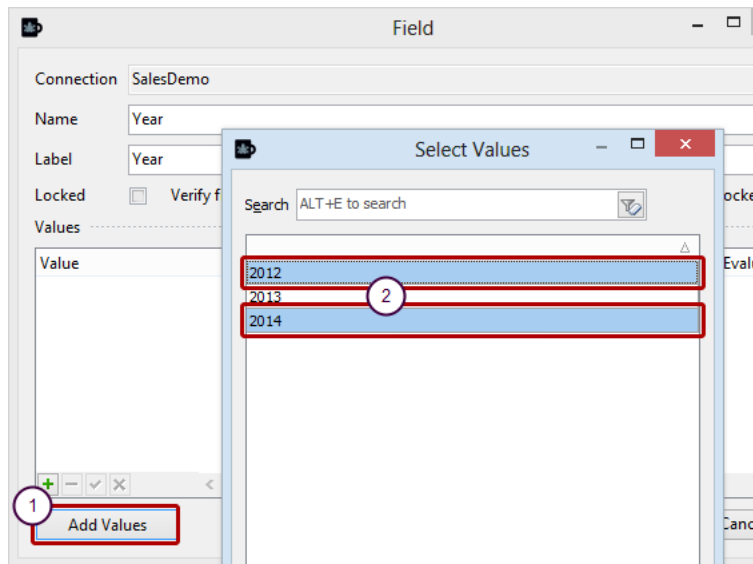 Field
Connection SalesDemo
Name Year
Select Values
Label Year
Locked Verify f
Search ALT+E to search
ocke
Values
Value
Eval
2012
2013
2
2014
1
Add Values
Canc